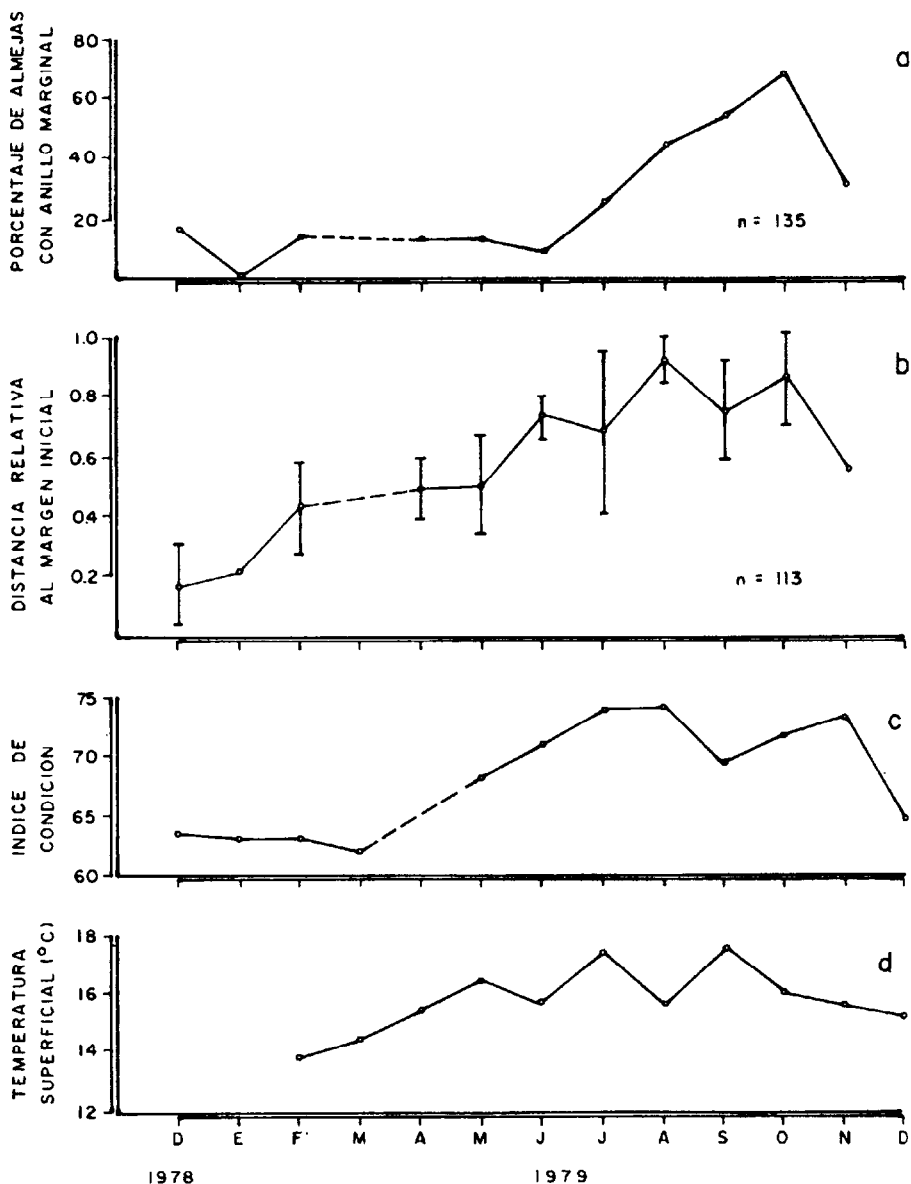 PORCENTAJE DE ALMEJAS
CON ANILLO MARGINAL
80
60
40
20
a
n = 135
DISTANCIA RELATIVA
AL MARGEN INICIAL
1.0
0.8
0.6
0.4
0.2
b
n = 113
INDICE DE
CONDICION
75
70
65
60
c
TEMPERATURA
SUPERFICIAL (°C)
18
16
14
12
d
D E F M A M J J A S O N D
1978 1979